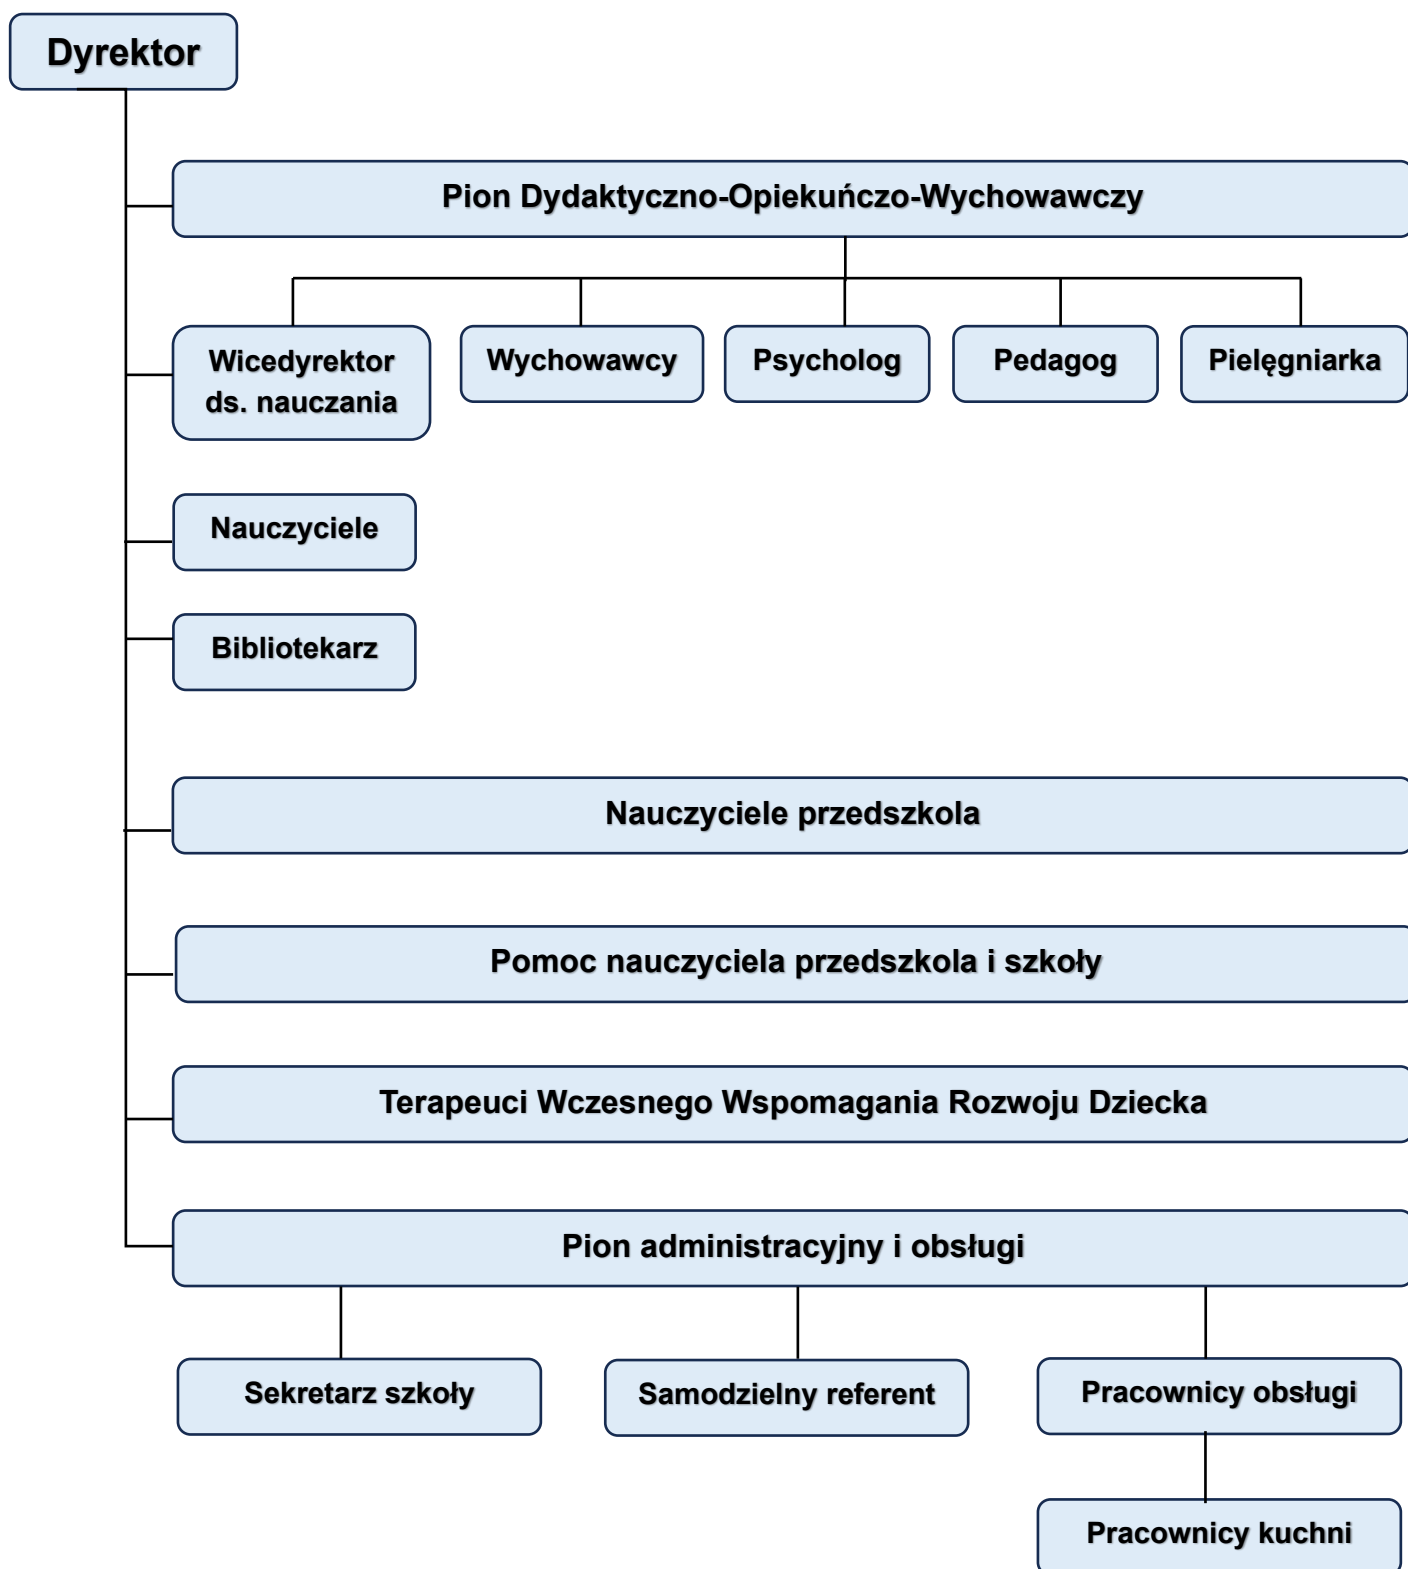 Dyrektor
Pion Dydaktyczno-Opiekuńczo-Wychowawczy
Wicedyrektor
ds. nauczania
Wychowawcy
Psycholog
Pedagog
Pielęgniarka
Nauczyciele
Bibliotekarz
Nauczyciele przedszkola
Pomoc nauczyciela przedszkola i szkoły
Terapeuci Wczesnego Wspomagania Rozwoju Dziecka
Pion administracyjny i obsługi
Sekretarz szkoły
Samodzielny referent
Pracownicy obsługi
Pracownicy kuchni